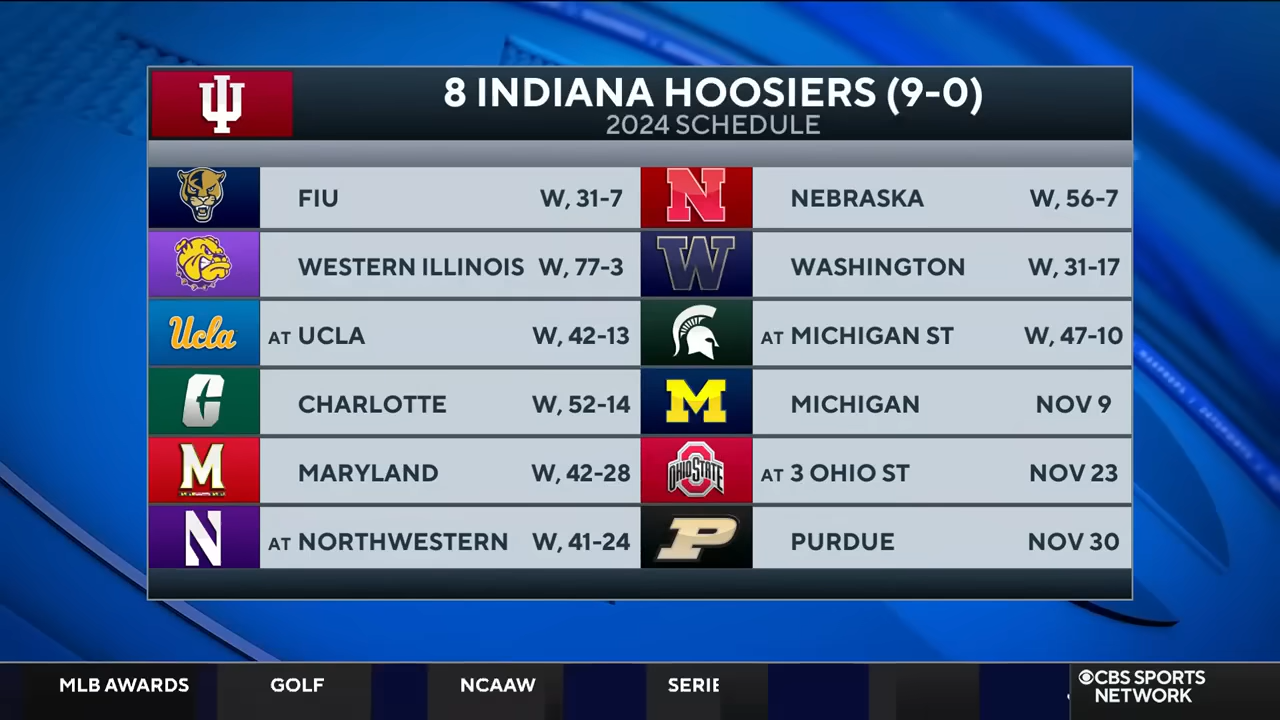 8 INDIANA HOOSIERS (9-0)
2024 SCHEDULE
FIU W, 31-7
WESTERN ILLINOIS W, 77-3
Ucla AT UCLA W, 42-13
CHARLOTTE W, 52-14
M MARYLAND W, 42-28
N AT NORTHWESTERN W, 41-24
N NEBRASKA W, 56-7
W WASHINGTON W, 31-17
AT MICHIGAN ST W, 47-10
M MICHIGAN NOV 9
OHIO STATE AT 3 OHIO ST NOV 23
P PURDUE NOV 30
MLB AWARDS GOLF NCAAW SERIE
CBS SPORTS
NETWORK